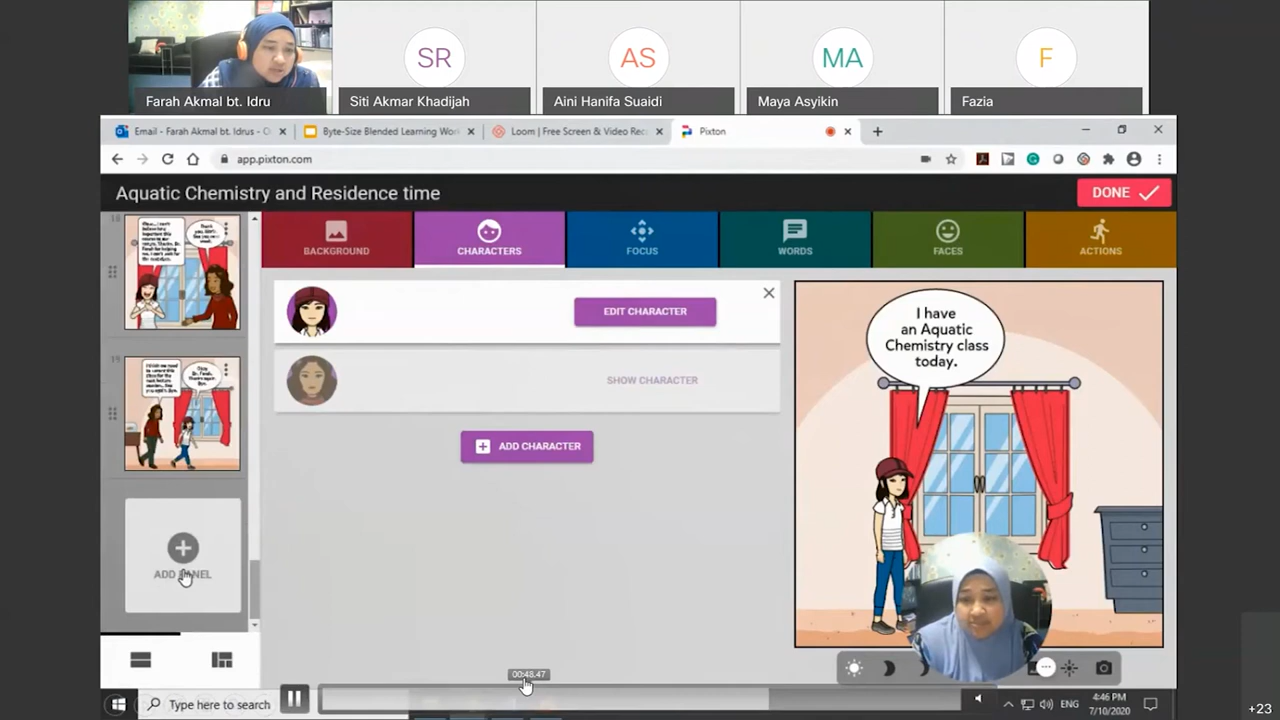 SR
AS
MA
F
Farah Akmal bt. Idru
Siti Akmar Khadijah
Aini Hanifa Suaidi
Maya Asyikin
Fazia
Email - Farah Akmal bt. Idrus - O
Byte-Size Blended Learning Wor
Loom | Free Screen & Video Rec
Pixton
app.pixton.com
Aquatic Chemistry and Residence time
DONE
BACKGROUND
CHARACTERS
FOCUS
WORDS
FACES
ACTIONS
18
EDIT CHARACTER
SHOW CHARACTER
ADD CHARACTER
19
ADD PANEL
I have
an Aquatic
Chemistry class
today.
00:48.47
Type here to search
ENG
4:46 PM
7/10/2020
+23